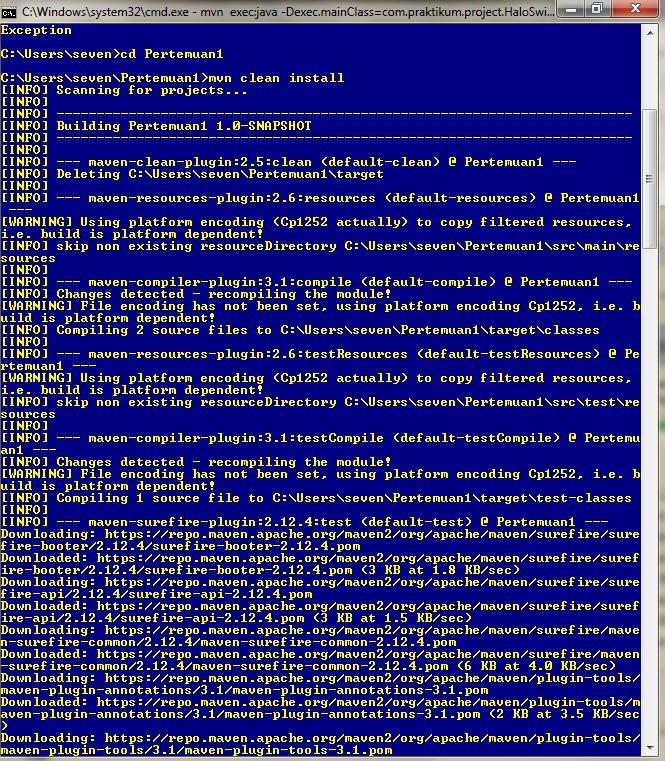 C:\Windows\system32\cmd.exe - mvn  exec:java -Dexec.mainClass=com.praktikum.project.HaloSwi...
Exception
C:\Users\seven>cd Pertemuan1
C:\Users\seven\Pertemuan1>mvn clean install
[INFO] Scanning for projects...
[INFO]
[INFO] ------------------------------------------------------------------------
[INFO] Building Pertemuan1 1.0-SNAPSHOT
[INFO] ------------------------------------------------------------------------
[INFO]
[INFO] --- maven-clean-plugin:2.5:clean (default-clean) @ Pertemuan1 ---
[INFO] Deleting C:\Users\seven\Pertemuan1\target
[INFO]
[INFO] --- maven-resources-plugin:2.6:resources (default-resources) @ Pertemuan1
 ---
[WARNING] Using platform encoding (Cp1252 actually) to copy filtered resources,
i.e. build is platform dependent!
[INFO] skip non existing resourceDirectory C:\Users\seven\Pertemuan1\src\main\re
sources
[INFO]
[INFO] --- maven-compiler-plugin:3.1:compile (default-compile) @ Pertemuan1 ---
[INFO] Changes detected - recompiling the module!
[WARNING] File encoding has not been set, using platform encoding Cp1252, i.e. b
uild is platform dependent!
[INFO] Compiling 2 source files to C:\Users\seven\Pertemuan1\target\classes
[INFO]
[INFO] --- maven-resources-plugin:2.6:testResources (default-testResources) @ Pe
rtemuan1 ---
[WARNING] Using platform encoding (Cp1252 actually) to copy filtered resources,
i.e. build is platform dependent!
[INFO] skip non existing resourceDirectory C:\Users\seven\Pertemuan1\src\test\re
sources
[INFO]
[INFO] --- maven-compiler-plugin:3.1:testCompile (default-testCompile) @ Pertemu
an1 ---
[INFO] Changes detected - recompiling the module!
[WARNING] File encoding has not been set, using platform encoding Cp1252, i.e. b
uild is platform dependent!
[INFO] Compiling 1 source file to C:\Users\seven\Pertemuan1\target\test-classes
[INFO]
[INFO] --- maven-surefire-plugin:2.12.4:test (default-test) @ Pertemuan1 ---
Downloading: https://repo.maven.apache.org/maven2/org/apache/maven/surefire/sure
fire-booter/2.12.4/surefire-booter-2.12.4.pom
Downloaded: https://repo.maven.apache.org/maven2/org/apache/maven/surefire/suref
ire-booter/2.12.4/surefire-booter-2.12.4.pom (3 KB at 1.8 KB/sec)
Downloading: https://repo.maven.apache.org/maven2/org/apache/maven/surefire/sure
fire-api/2.12.4/surefire-api-2.12.4.pom
Downloaded: https://repo.maven.apache.org/maven2/org/apache/maven/surefire/suref
ire-api/2.12.4/surefire-api-2.12.4.pom (3 KB at 1.5 KB/sec)
Downloading: https://repo.maven.apache.org/maven2/org/apache/maven/surefire/mave
n-surefire-common/2.12.4/maven-surefire-common-2.12.4.pom
Downloaded: https://repo.maven.apache.org/maven2/org/apache/maven/surefire/maven
-surefire-common/2.12.4/maven-surefire-common-2.12.4.pom (6 KB at 4.0 KB/sec)
Downloading: https://repo.maven.apache.org/maven2/org/apache/maven/plugin-tools/
maven-plugin-annotations/3.1/maven-plugin-annotations-3.1.pom
Downloaded: https://repo.maven.apache.org/maven2/org/apache/maven/plugin-tools/m
aven-plugin-annotations/3.1/maven-plugin-annotations-3.1.pom (2 KB at 3.5 KB/sec
)
Downloading: https://repo.maven.apache.org/maven2/org/apache/maven/plugin-tools/
maven-plugin-tools/3.1/maven-plugin-tools-3.1.pom